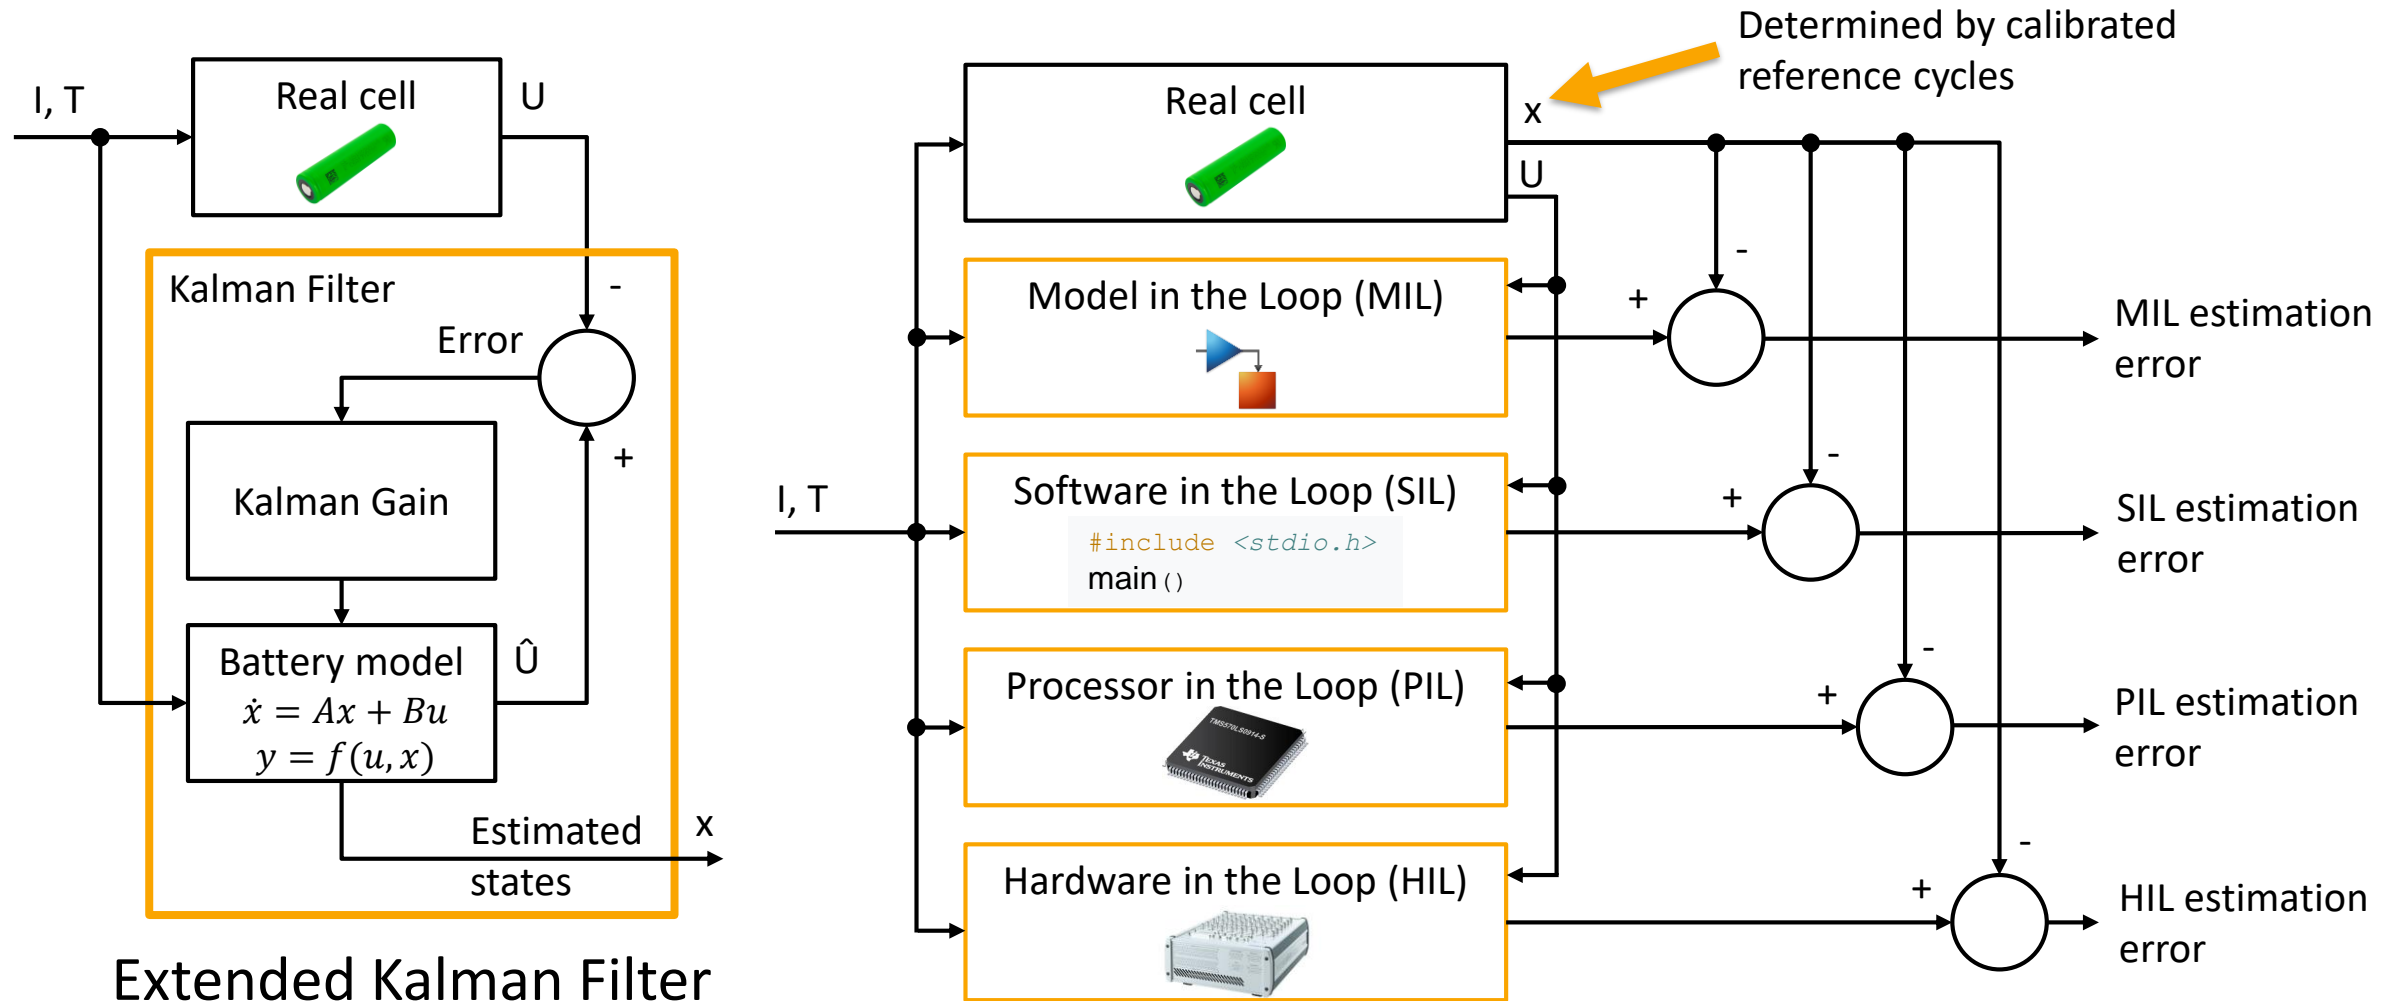 I, T
Real cell
U
Kalman Filter
-
Error
+
Kalman Gain
Battery model
ẋ = Ax + Bu
y = f(u, x)
Û
Estimated
states
x
Extended Kalman Filter
Determined by calibrated
reference cycles
Real cell
x
U
I, T
Model in the Loop (MIL)
+
-
MIL estimation
error
Software in the Loop (SIL)
#include <stdio.h>
main()
+
-
SIL estimation
error
Processor in the Loop (PIL)
TMS570LS0914-S
TEXAS
INSTRUMENTS
+
-
PIL estimation
error
Hardware in the Loop (HIL)
+
-
HIL estimation
error